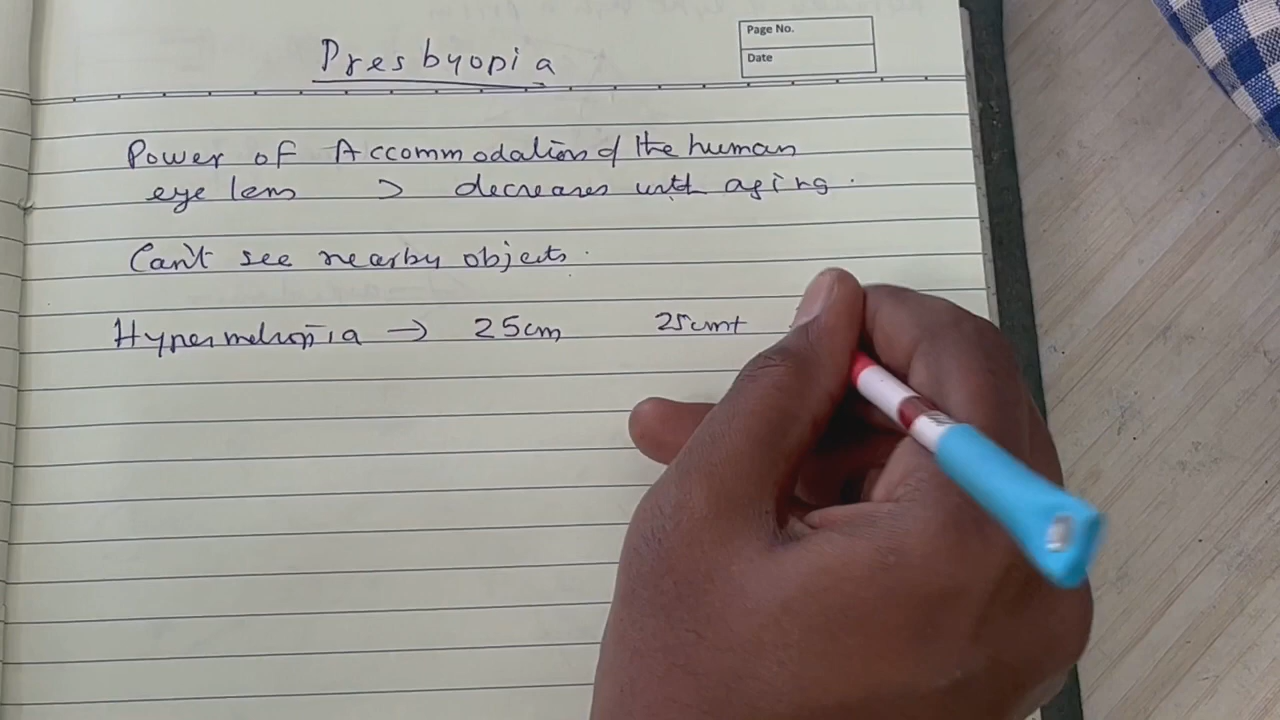 Presbyopia
Page No.
Date
Power of Accommodation of the human
eye lens > decreases with aging.
Can't see nearby objects.
Hypermetropia → 25cm 25cm+